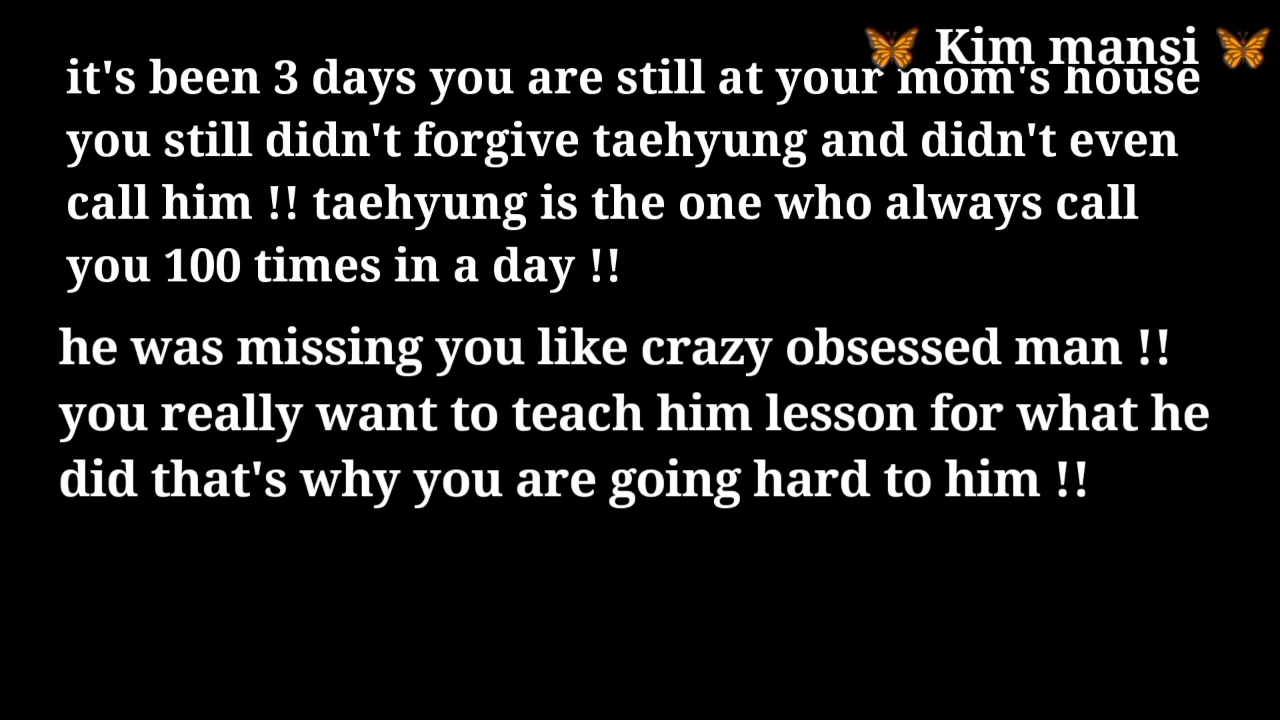 🦋 Kim mansi 🦋
it's been 3 days you are still at your mom's house
you still didn't forgive taehyung and didn't even
call him !! taehyung is the one who always call
you 100 times in a day !!
he was missing you like crazy obsessed man !!
you really want to teach him lesson for what he
did that's why you are going hard to him !!